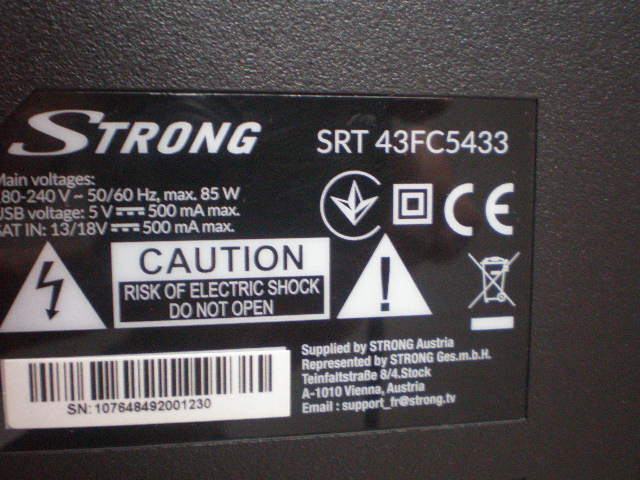 STRONG
SRT 43FC5433
Main voltages:
180-240 V ~ 50/60 Hz, max. 85 W
USB voltage: 5 V 500 mA max.
SAT IN: 13/18V 500 mA max.
CE
CAUTION
RISK OF ELECTRIC SHOCK
DO NOT OPEN
Supplied by STRONG Austria
Represented by STRONG Ges.m.b.H.
Teinfaltstraße 8/4.Stock
A-1010 Vienna, Austria
Email : support_fr@strong.tv
SN: 107648492001230